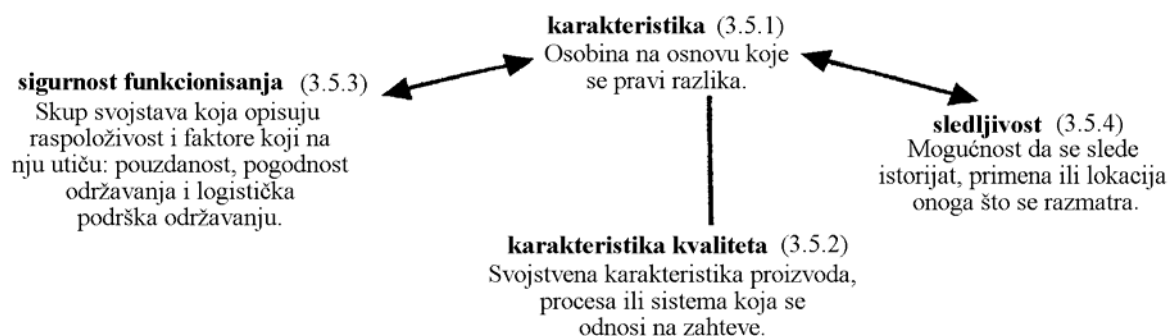 karakteristika (3.5.1)
Osobina na osnovu koje
se pravi razlika.
sigurnost funkcionisanja (3.5.3)
Skup svojstava koja opisuju
raspoloživost i faktore koji na
nju utiču: pouzdanost, pogodnost
održavanja i logistička
podrška održavanju.
sledljivost (3.5.4)
Mogućnost da se slede
istorijat, primena ili lokacija
onoga što se razmatra.
karakteristika kvaliteta (3.5.2)
Svojstvena karakteristika proizvoda,
procesa ili sistema koja se
odnosi na zahteve.